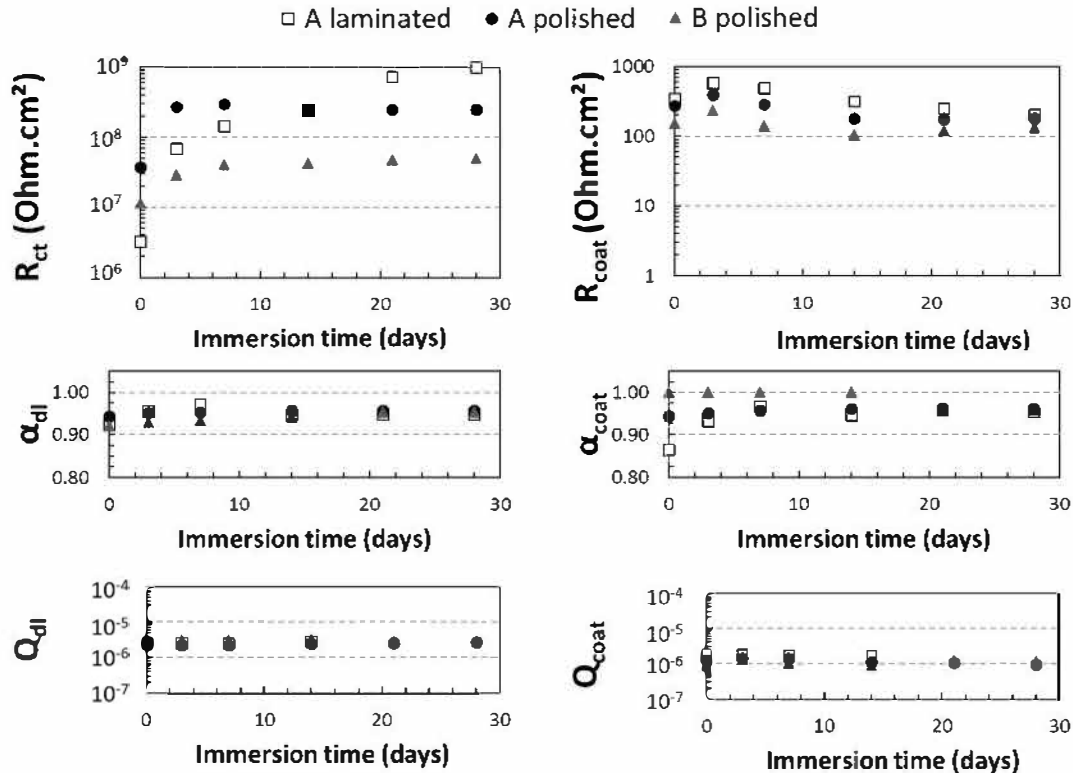 □ A laminated ● A polished ▲ B polished
R_ct (Ohm.cm²)
10⁹
10⁸
10⁷
10⁶
0 10 20 30
Immersion time (days)
R_coat (Ohm.cm²)
1000
100
10
1
0 10 20 30
Immersion time (days)
α_dl
1.00
0.90
0.80
0 10 20 30
Immersion time (days)
α_coat
1.00
0.90
0.80
0 10 20 30
Immersion time (days)
Q_dl
10⁻⁴
10⁻⁵
10⁻⁶
10⁻⁷
0 10 20 30
Immersion time (days)
Q_coat
10⁻⁴
10⁻⁵
10⁻⁶
10⁻⁷
0 10 20 30
Immersion time (days)